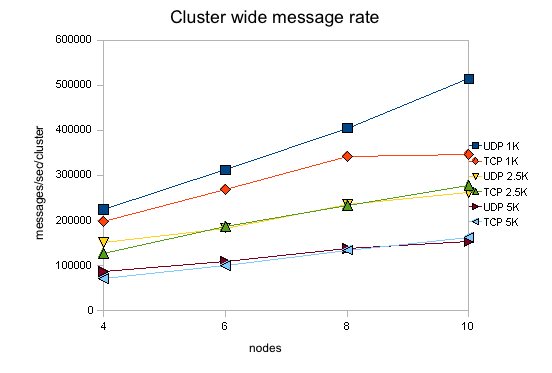 Cluster wide message rate
600000
500000
400000
300000
200000
100000
0
messages/sec/cluster
4 6 8 10
nodes
UDP 1K
TCP 1K
UDP 2.5K
TCP 2.5K
UDP 5K
TCP 5K